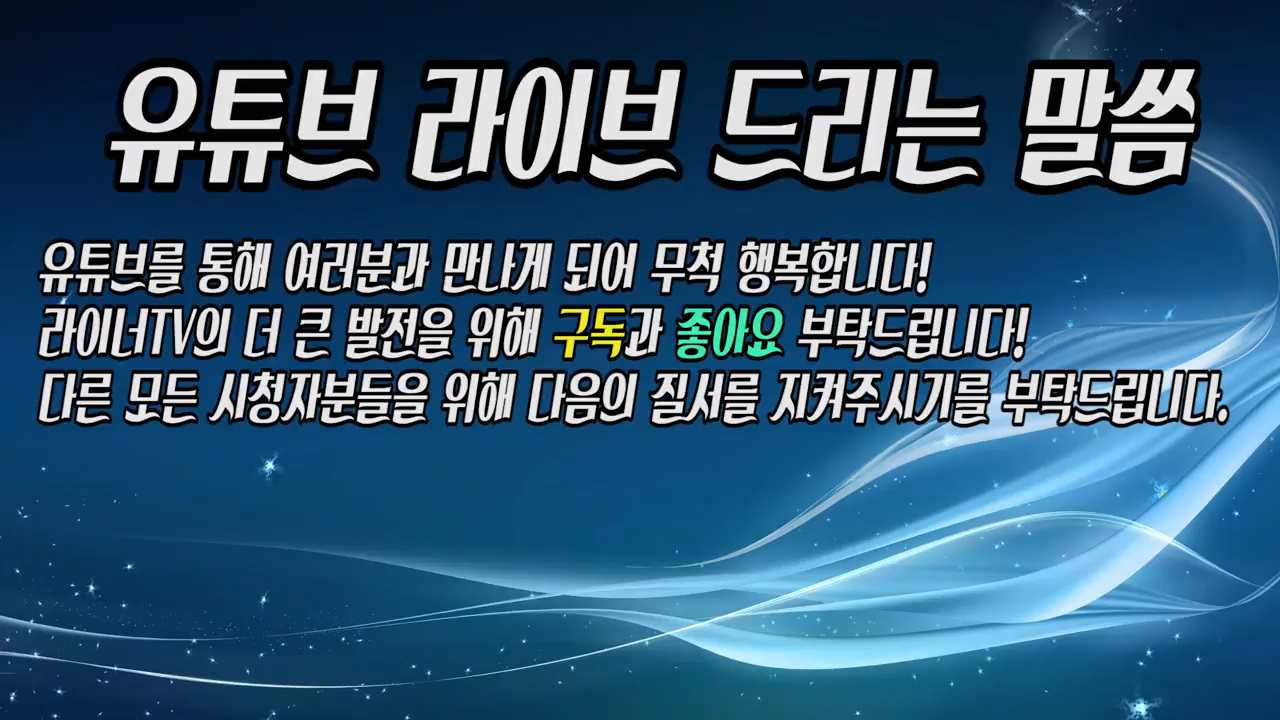 유튜브 라이브 드리는 말씀
유튜브를 통해 여러분과 만나게 되어 무척 행복합니다!
라이너TV의 더 큰 발전을 위해 구독과 좋아요 부탁드립니다!
다른 모든 시청자분들을 위해 다음의 질서를 지켜주시기를 부탁드립니다.